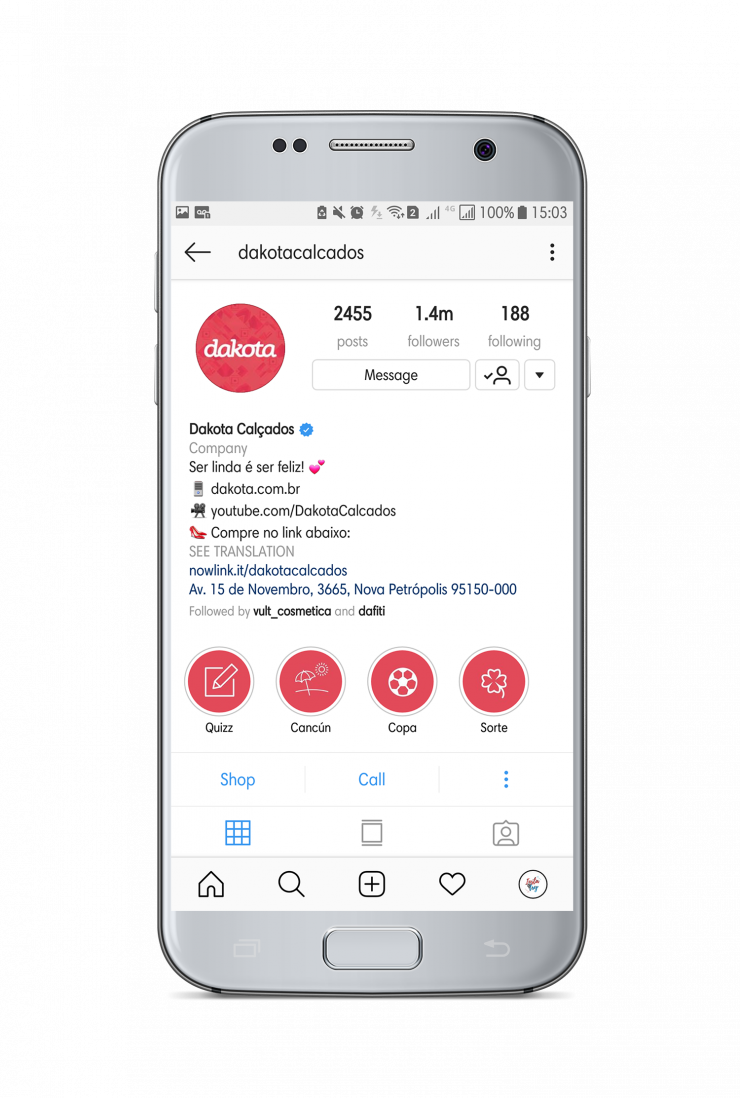 2 4G 100% 15:03
dakotacalcados
dakota
2455 1.4m 188
posts followers following
Message
Dakota Calçados
Company
Ser linda é ser feliz! 💕
dakota.com.br
youtube.com/DakotaCalcados
👠 Compre no link abaixo:
SEE TRANSLATION
nowlink.it/dakotacalcados
Av. 15 de Novembro, 3665, Nova Petrópolis 95150-000
Followed by vult_cosmetica and dafiti
Quizz Cancún Copa Sorte
Shop Call